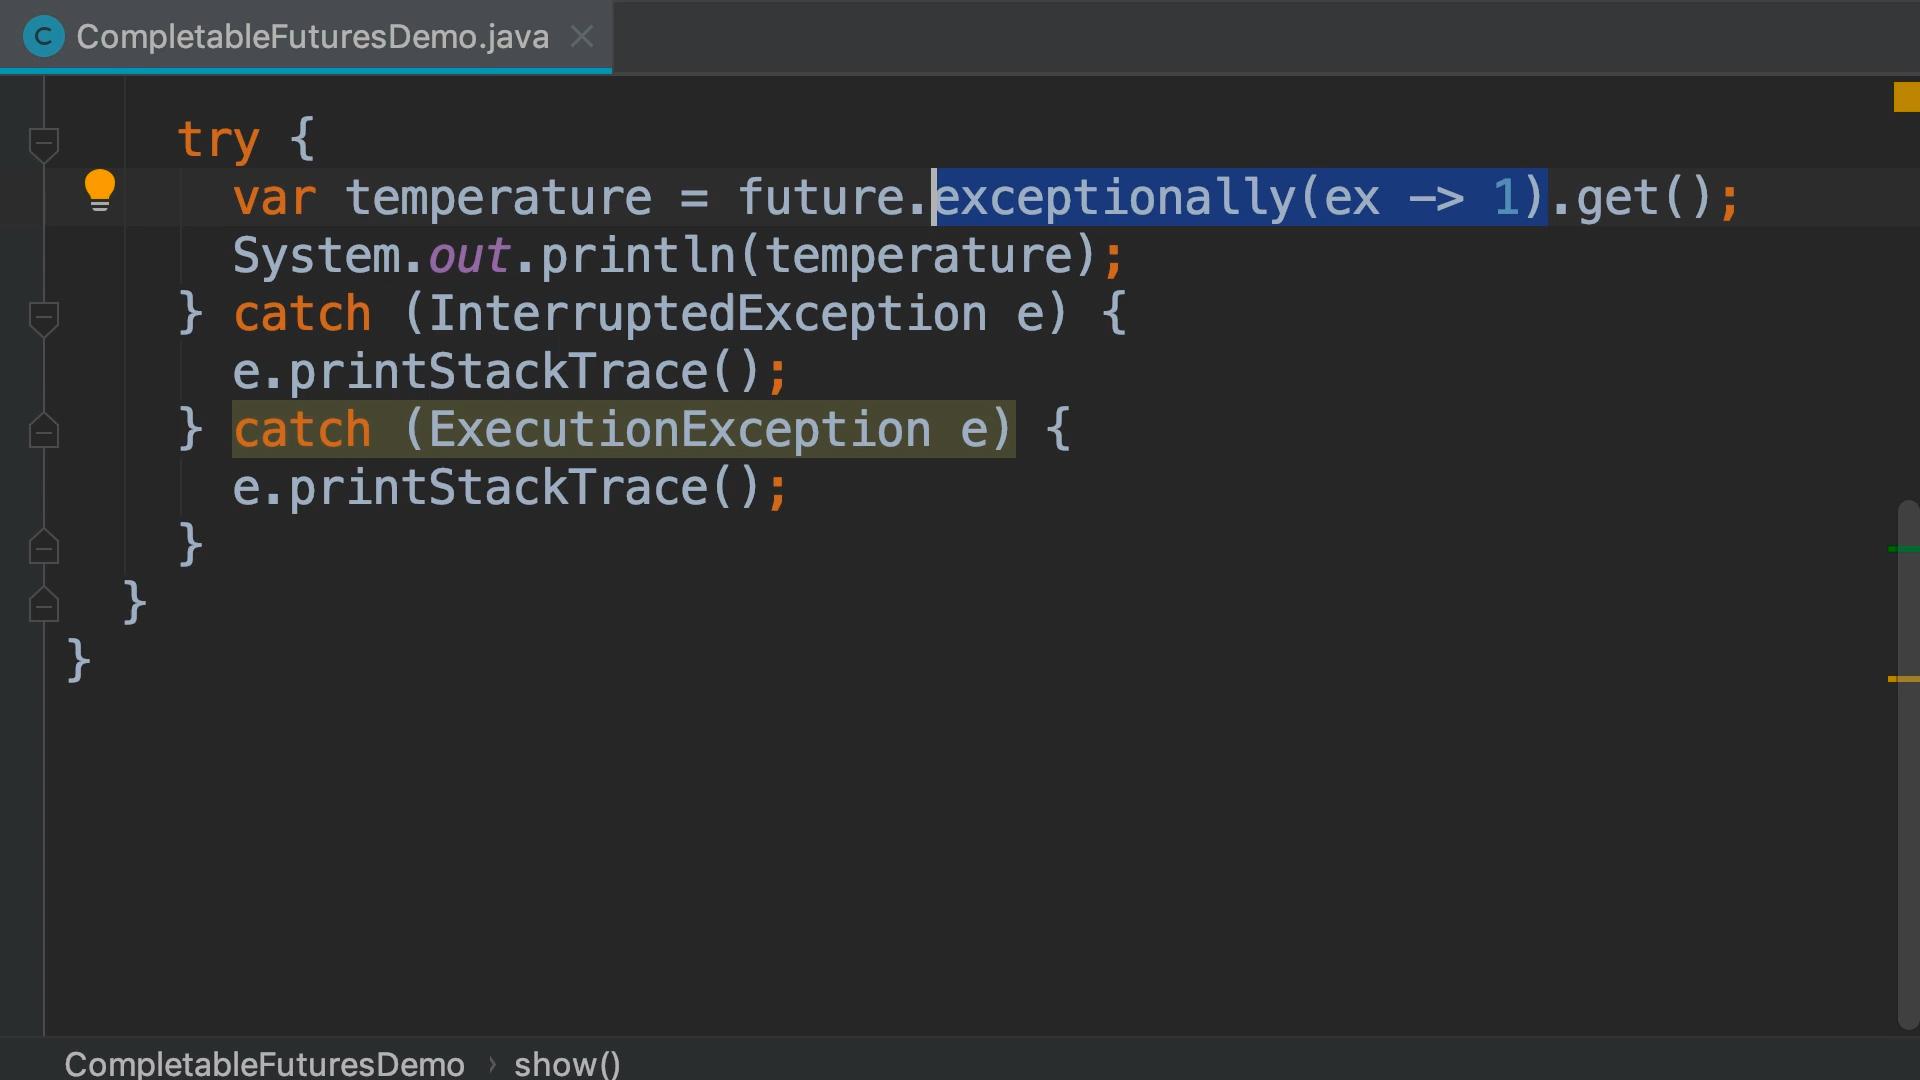 C CompletableFuturesDemo.java
try {
var temperature = future.exceptionally(ex -> 1).get();
System.out.println(temperature);
} catch (InterruptedException e) {
e.printStackTrace();
} catch (ExecutionException e) {
e.printStackTrace();
}
}
}
CompletableFuturesDemo › show()